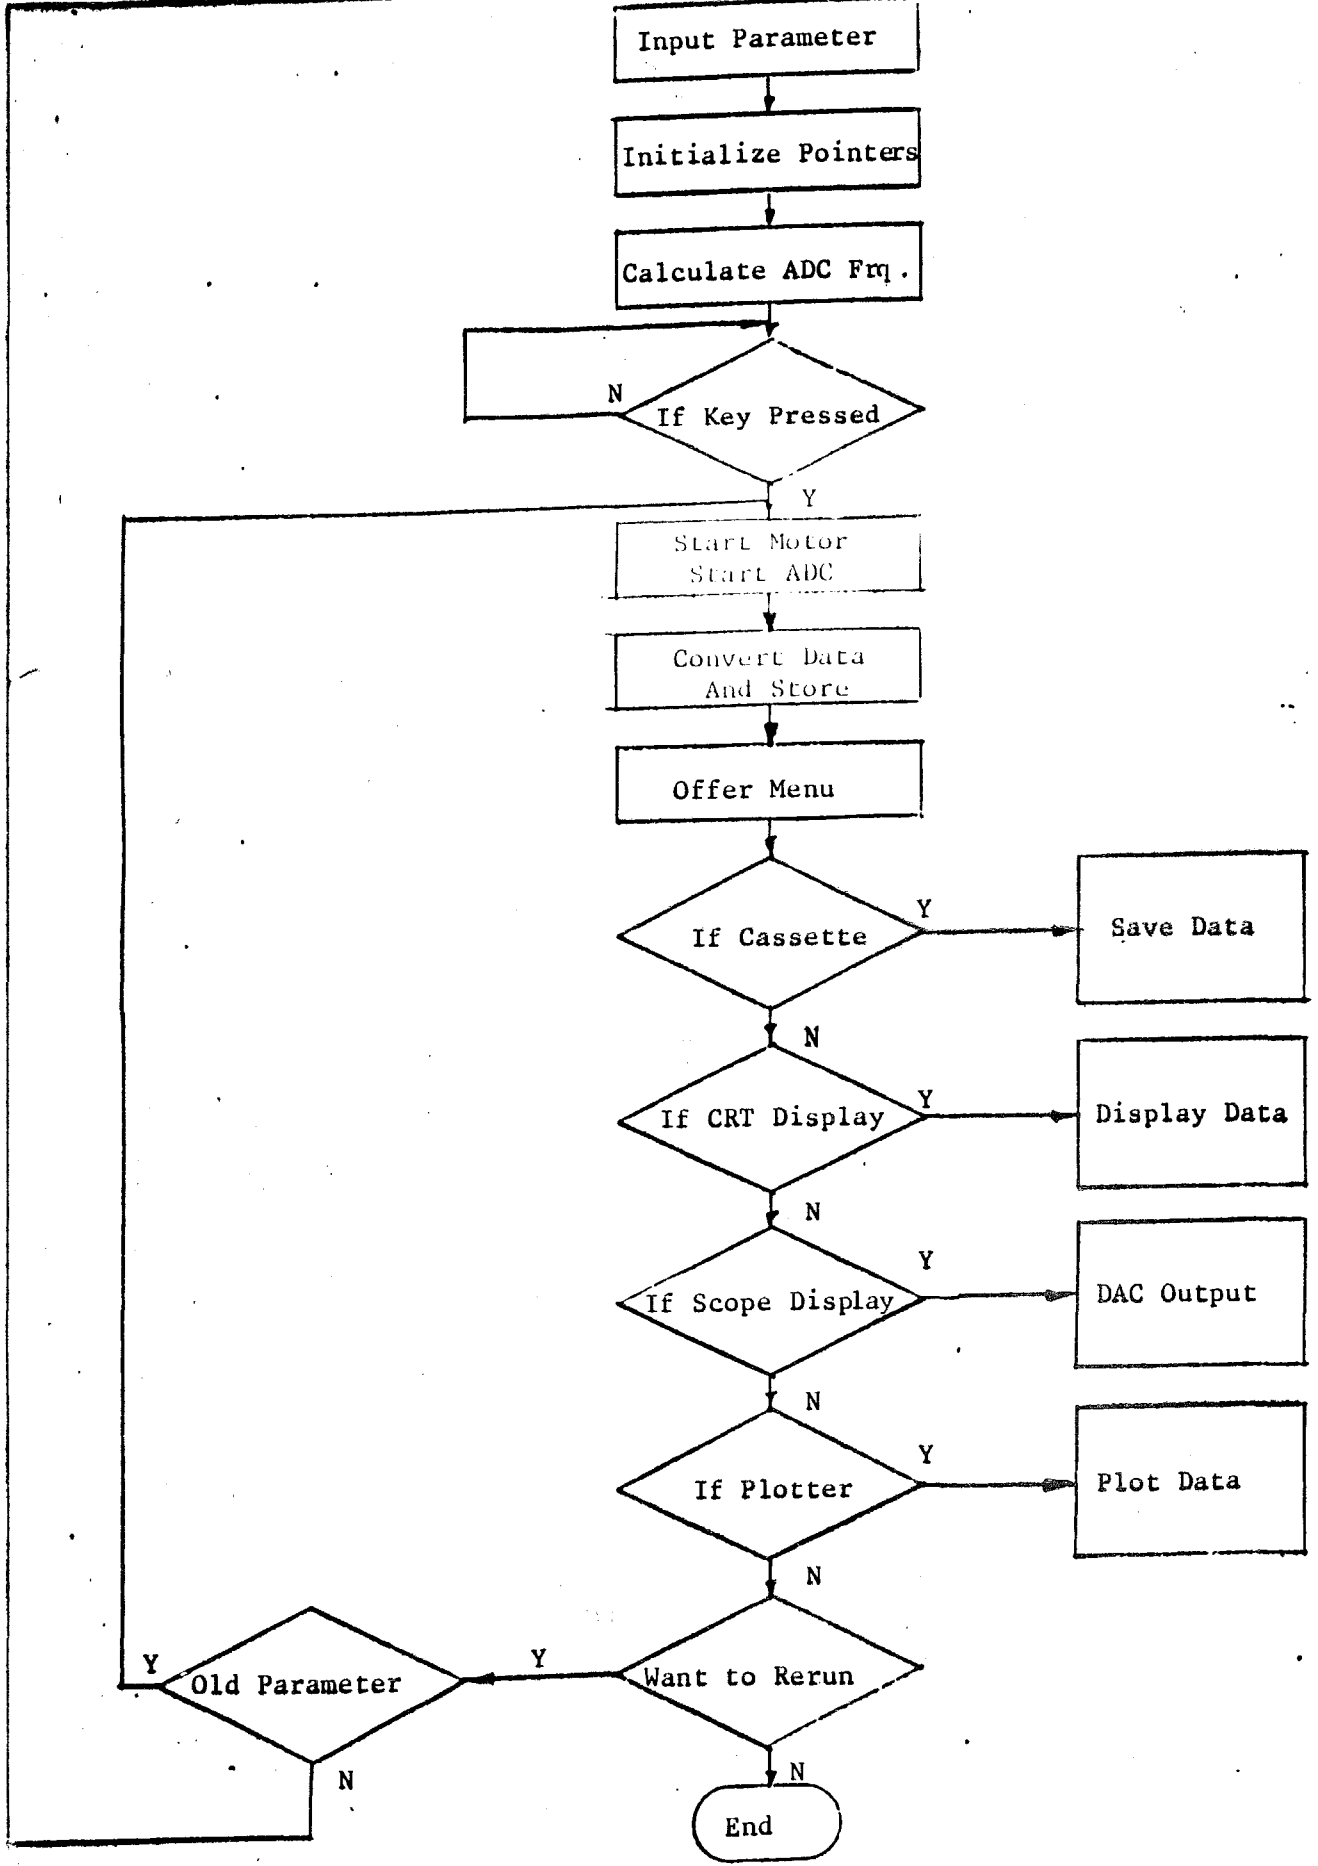 Input Parameter
Initialize Pointers
Calculate ADC Frq.
N
If Key Pressed
Y
Start Motor
Start ADC
Convert Data
And Store
Offer Menu
If Cassette
Y
Save Data
N
If CRT Display
Y
Display Data
N
If Scope Display
Y
DAC Output
N
If Plotter
Y
Plot Data
N
Want to Rerun
Y
Old Parameter
Y
N
N
End